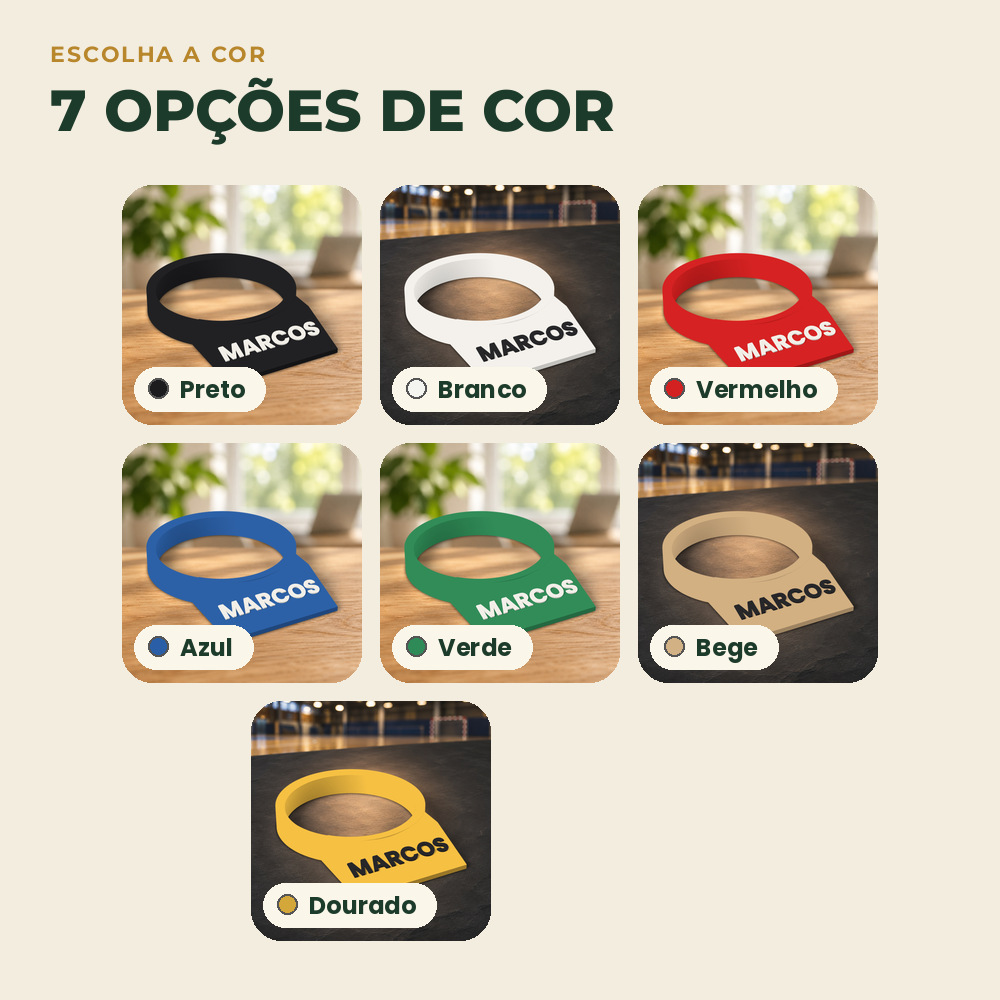 ESCOLHA A COR
7 OPÇÕES DE COR
MARCOS
MARCOS
MARCOS
Preto
Branco
Vermelho
MARCOS
MARCOS
MARCOS
Azul
Verde
Bege
MARCOS
Dourado